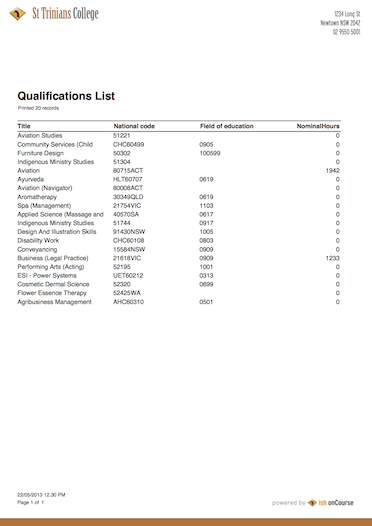 St Trinians College
1234 Long St
Newtown NSW 2042
02 9550 5001
Qualifications List
Printed 20 records
Title National code Field of education NominalHours
Aviation Studies 51221 0
Community Services (Child CHC60499 0905 0
Furniture Design 50302 100599 0
Indigenous Ministry Studies 51304 0
Aviation 80715ACT 1942
Ayurveda HLT60707 0619 0
Aviation (Navigator) 80008ACT 0
Aromatherapy 30349QLD 0619 0
Spa (Management) 21754VIC 1103 0
Applied Science (Massage and 40570SA 0617 0
Indigenous Ministry Studies 51744 0917 0
Design And Illustration Skills 91430NSW 1005 0
Disability Work CHC60108 0803 0
Conveyancing 15584NSW 0909 0
Business (Legal Practice) 21618VIC 0909 1233
Performing Arts (Acting) 52195 1001 0
ESI - Power Systems UET60212 0313 0
Cosmetic Dermal Science 52320 0699 0
Flower Essence Therapy 52425WA 0
Agribusiness Management AHC60310 0501 0
22/05/2013 12.30 PM
Page 1 of 1
powered by ish onCourse